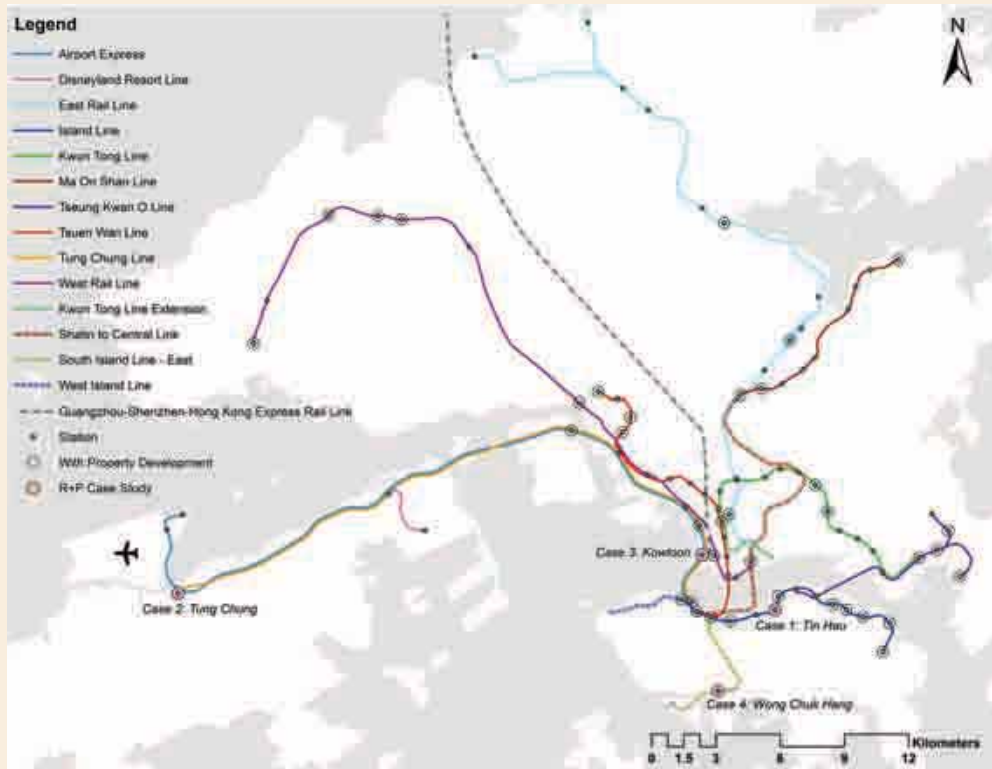 Legend
N
Airport Express
Disneyland Resort Line
East Rail Line
Island Line
Kwun Tong Line
Ma On Shan Line
Tseung Kwan O Line
Tsuen Wan Line
Tung Chung Line
West Rail Line
Kwun Tong Line Extension
Shatin to Central Line
South Island Line - East
West Island Line
Guangzhou-Shenzhen-Hong Kong Express Rail Link
Station
With Property Development
R+P Case Study
Case 3: Kowloon
Case 2: Tung Chung
Case 1: Tin Hau
Case 4: Wong Chuk Hang
Kilometers
0 1.5 3 6 9 12